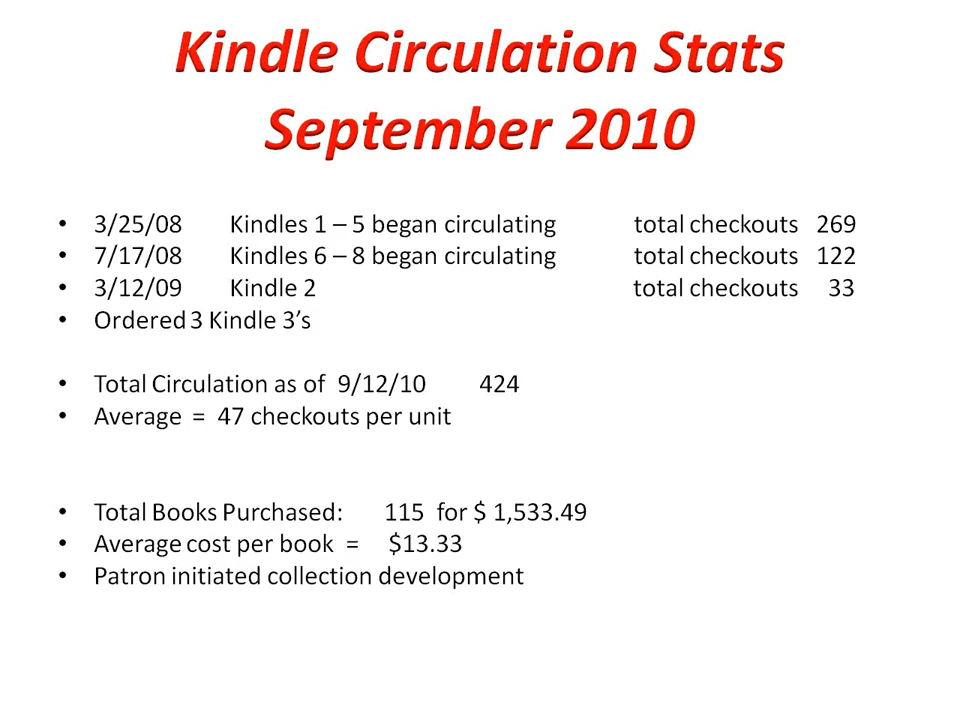 Kindle Circulation Stats
September 2010
• 3/25/08 Kindles 1 – 5 began circulating total checkouts 269
• 7/17/08 Kindles 6 – 8 began circulating total checkouts 122
• 3/12/09 Kindle 2 total checkouts 33
• Ordered 3 Kindle 3’s
• Total Circulation as of 9/12/10 424
• Average = 47 checkouts per unit
• Total Books Purchased: 115 for $ 1,533.49
• Average cost per book = $13.33
• Patron initiated collection development